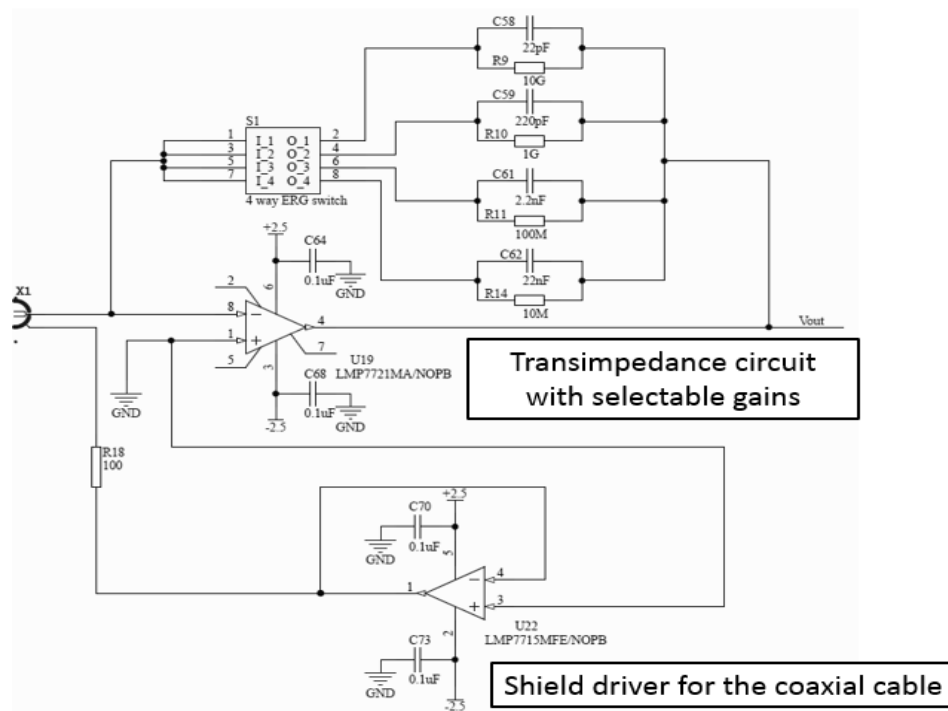 C58
22pF
R9
10G
C59
220pF
R10
1G
C61
2.2nF
R11
100M
C62
22nF
R14
10M
S1
1 I_1 O_1 2
3 I_2 O_2 4
5 I_3 O_3 6
7 I_4 O_4 8
4 way ERG switch
+2.5
C64
0.1uF
GND
6
2
X1
8 −
1 +
4
7
5
3
Vout
U19
LMP7721MA/NOPB
C68
0.1uF
GND
-2.5
GND
Transimpedance circuit
with selectable gains
R18
100
+2.5
C70
0.1uF
GND
5
1
− 4
+ 3
2
U22
LMP7715MFE/NOPB
C73
0.1uF
GND
-2.5
Shield driver for the coaxial cable